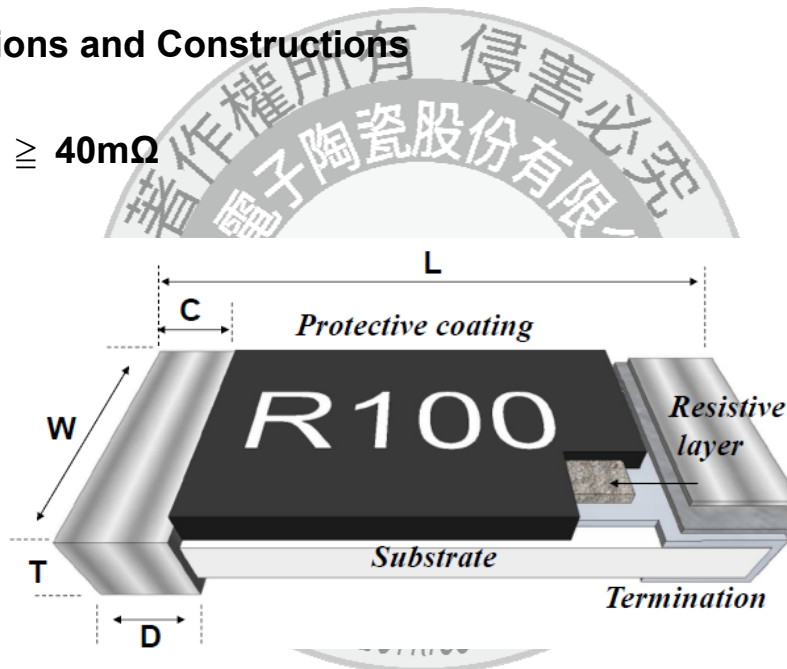 ions and Constructions
著作權所有 侵害必究
電子陶瓷股份有限公
≧ 40mΩ
L
C
Protective coating
R100
W
Resistive
layer
Substrate
T
Termination
D